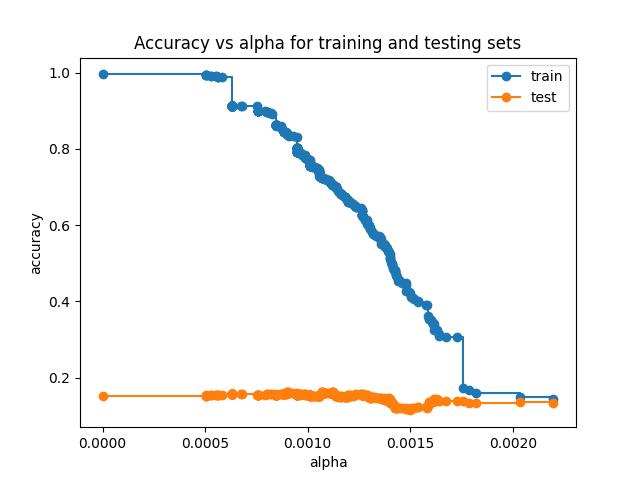 Accuracy vs alpha for training and testing sets
train
test
1.0
0.8
0.6
0.4
0.2
accuracy
0.0000
0.0005
0.0010
0.0015
0.0020
alpha